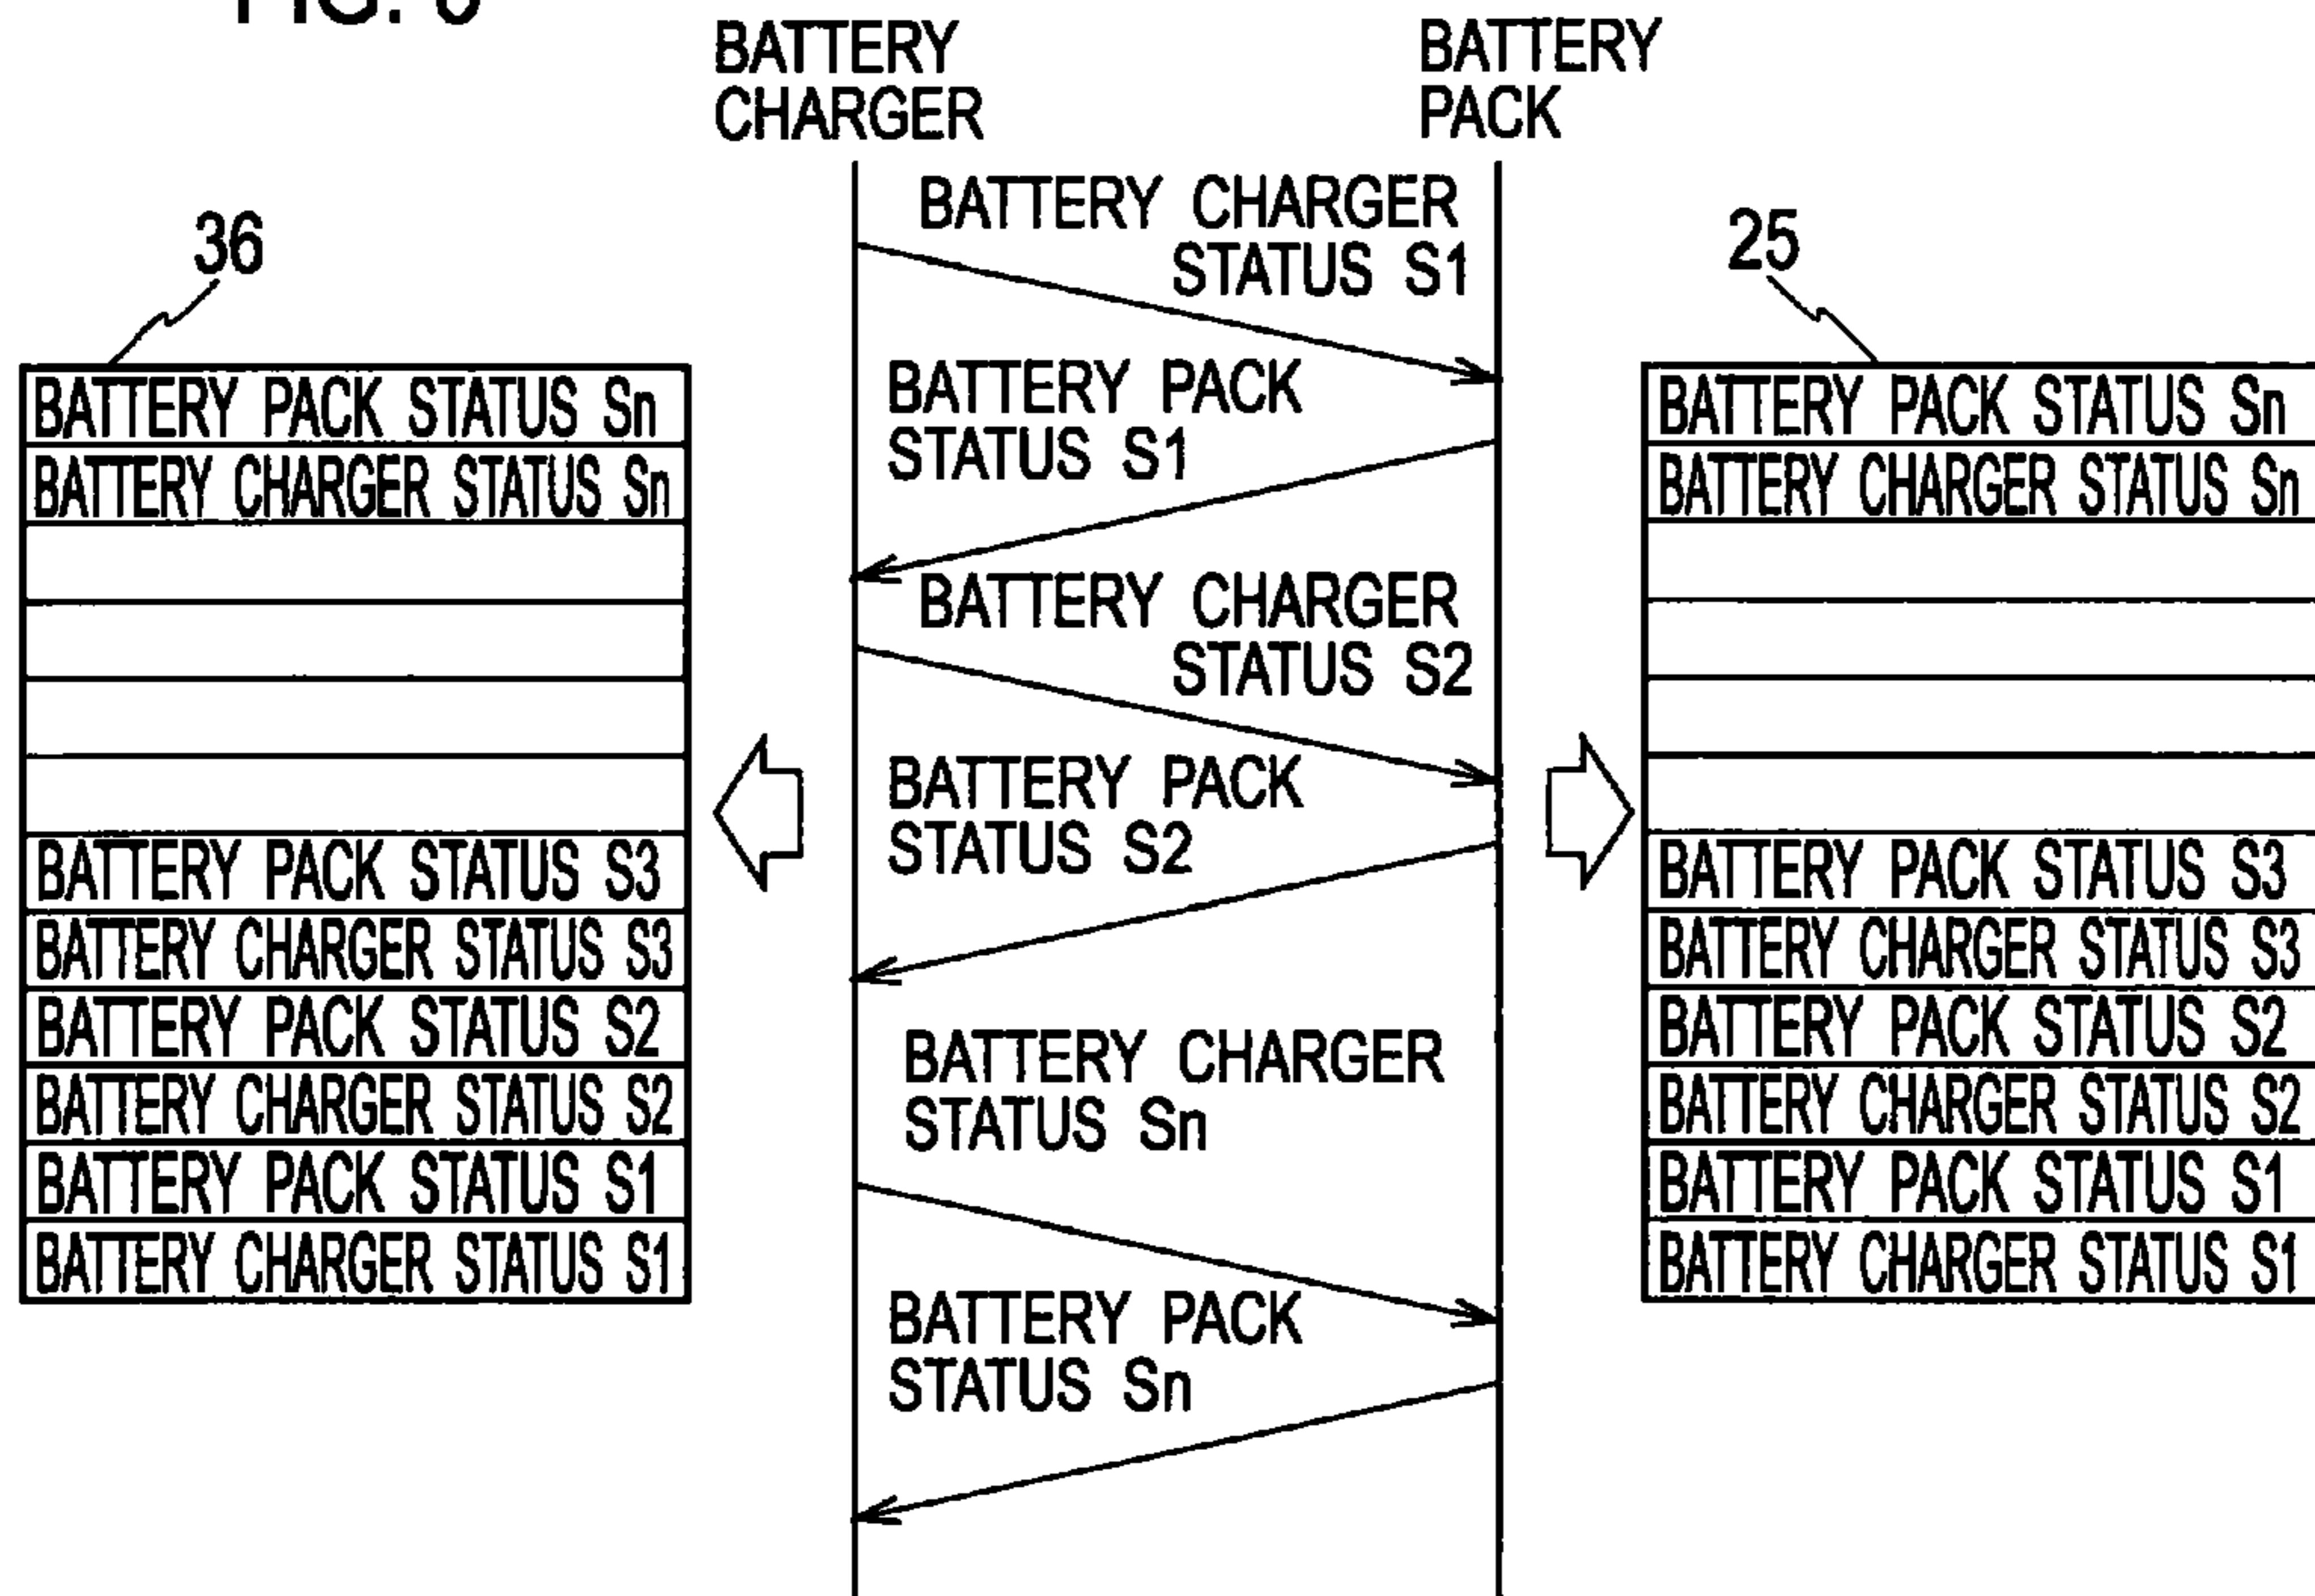 BATTERY
CHARGER
BATTERY
PACK
36
BATTERY PACK STATUS Sn
BATTERY CHARGER STATUS Sn
BATTERY PACK STATUS S3
BATTERY CHARGER STATUS S3
BATTERY PACK STATUS S2
BATTERY CHARGER STATUS S2
BATTERY PACK STATUS S1
BATTERY CHARGER STATUS S1
BATTERY CHARGER
STATUS S1
BATTERY PACK
STATUS S1
BATTERY CHARGER
STATUS S2
BATTERY PACK
STATUS S2
BATTERY CHARGER
STATUS Sn
BATTERY PACK
STATUS Sn
25
BATTERY PACK STATUS Sn
BATTERY CHARGER STATUS Sn
BATTERY PACK STATUS S3
BATTERY CHARGER STATUS S3
BATTERY PACK STATUS S2
BATTERY CHARGER STATUS S2
BATTERY PACK STATUS S1
BATTERY CHARGER STATUS S1